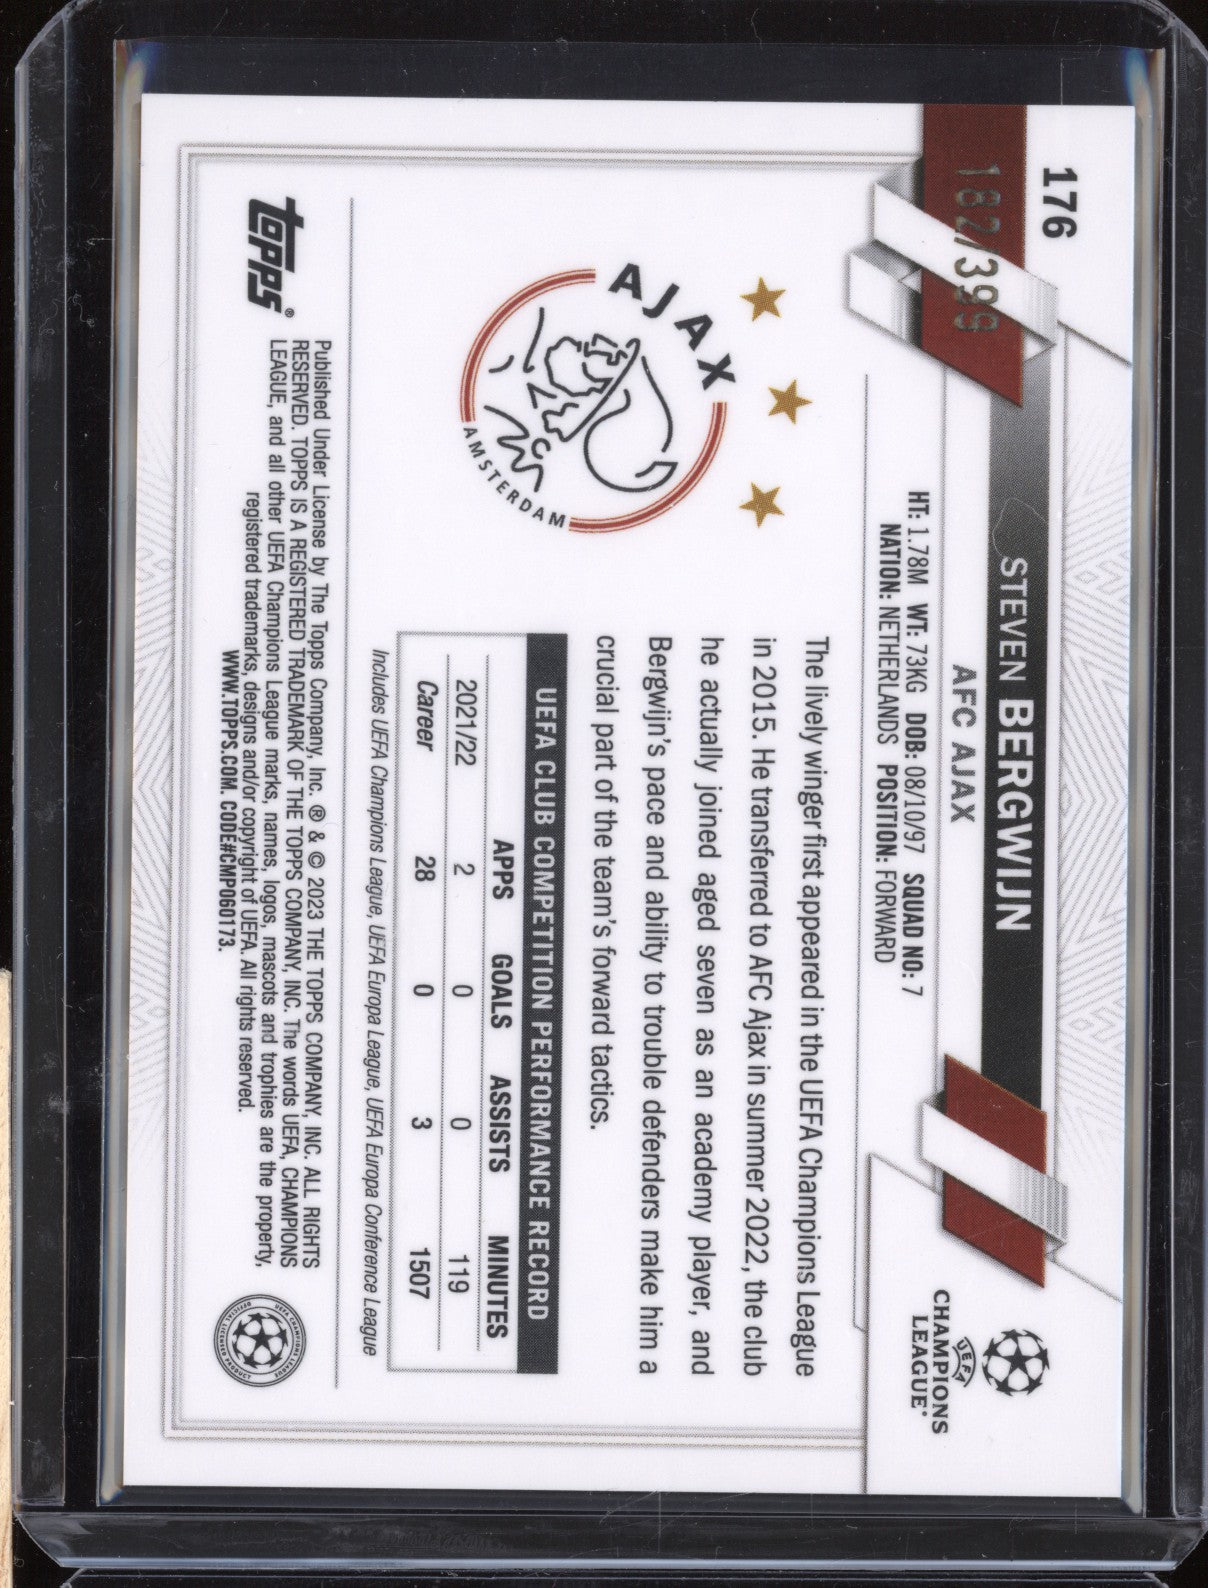 176
182/399
STEVEN BERGWIJN
AFC AJAX
HT: 1.78M WT: 73KG DOB: 08/10/97 SQUAD NO: 7
NATION: NETHERLANDS POSITION: FORWARD
UEFA
CHAMPIONS
LEAGUE®
AJAX
AMSTERDAM
The lively winger first appeared in the UEFA Champions League
in 2015. He transferred to AFC Ajax in summer 2022, the club
he actually joined aged seven as an academy player, and
Bergwijn's pace and ability to trouble defenders make him a
crucial part of the team's forward tactics.
UEFA CLUB COMPETITION PERFORMANCE RECORD
APPS GOALS ASSISTS MINUTES
2021/22 2 0 0 119
Career 28 0 3 1507
Includes UEFA Champions League, UEFA Europa League, UEFA Europa Conference League
topps®
Published Under License by The Topps Company, Inc. ® & © 2023 THE TOPPS COMPANY, INC. ALL RIGHTS
RESERVED. TOPPS IS A REGISTERED TRADEMARK OF THE TOPPS COMPANY, INC. The words UEFA, CHAMPIONS
LEAGUE, and all other UEFA Champions League marks, names, logos, mascots and trophies are the property,
registered trademarks, designs and/or copyright of UEFA. All rights reserved.
WWW.TOPPS.COM. CODE#CMP060173.
UEFA CHAMPIONS LEAGUE
OFFICIAL LICENSED PRODUCT